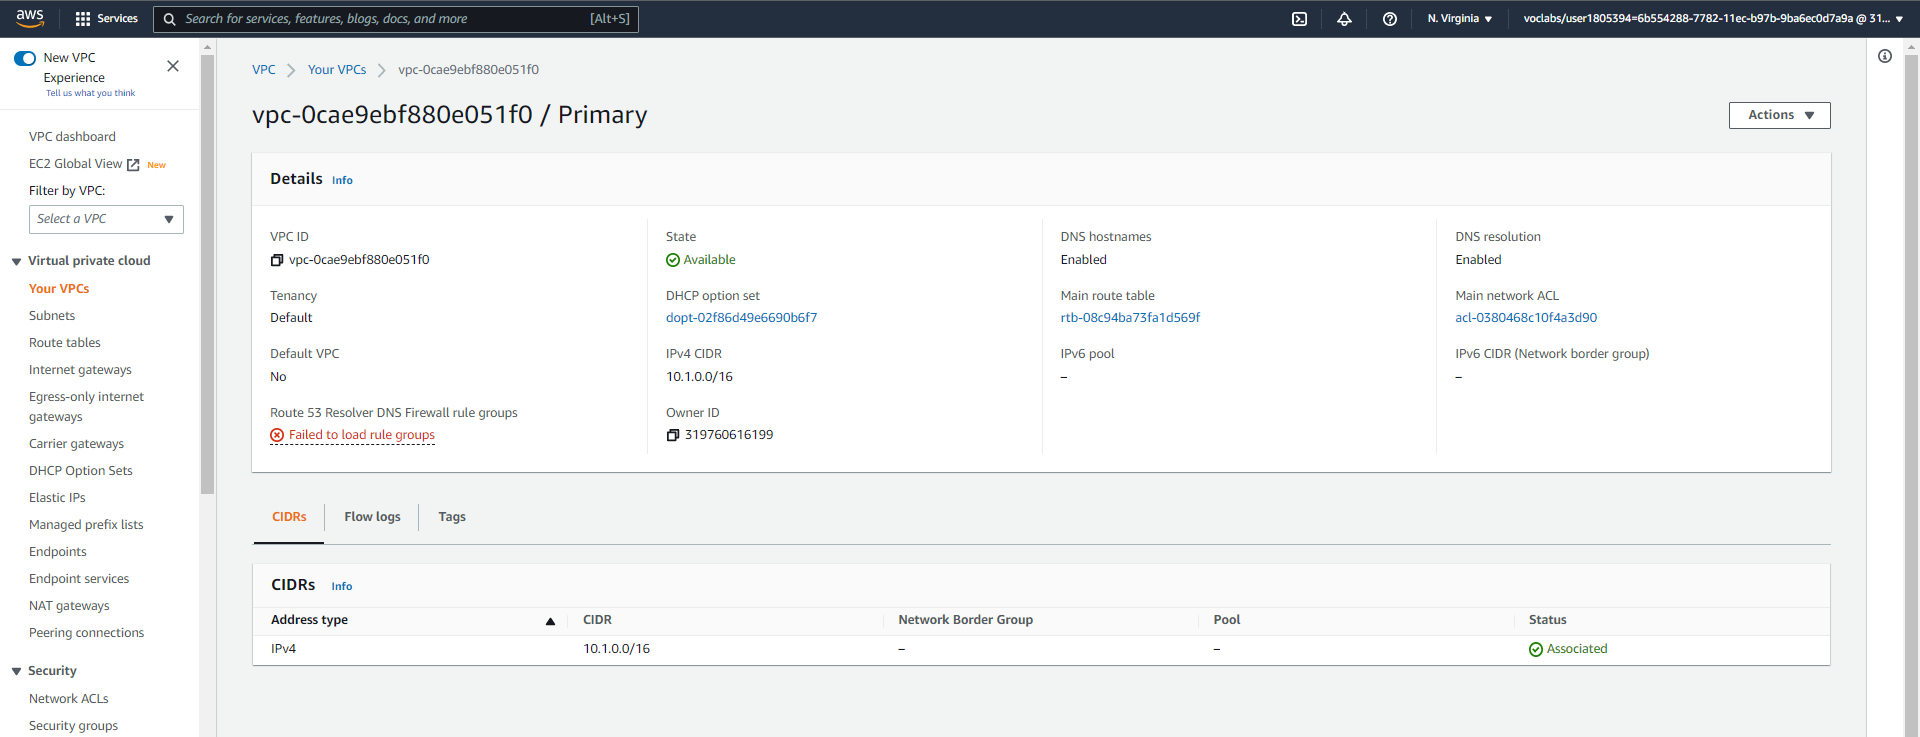 aws
Services
Search for services, features, blogs, docs, and more
[Alt+S]
N. Virginia
voclabs/user1805394=6b554288-7782-11ec-b97b-9ba6ec0d7a9a @ 31...
New VPC
Experience
Tell us what you think
VPC dashboard
EC2 Global View
New
Filter by VPC:
Select a VPC
Virtual private cloud
Your VPCs
Subnets
Route tables
Internet gateways
Egress-only internet
gateways
Carrier gateways
DHCP Option Sets
Elastic IPs
Managed prefix lists
Endpoints
Endpoint services
NAT gateways
Peering connections
Security
Network ACLs
Security groups
VPC
Your VPCs
vpc-0cae9ebf880e051f0
vpc-0cae9ebf880e051f0 / Primary
Actions
Details
Info
VPC ID
vpc-0cae9ebf880e051f0
State
Available
DNS hostnames
Enabled
DNS resolution
Enabled
Tenancy
Default
DHCP option set
dopt-02f86d49e6690b6f7
Main route table
rtb-08c94ba73fa1d569f
Main network ACL
acl-0380468c10f4a3d90
Default VPC
No
IPv4 CIDR
10.1.0.0/16
IPv6 pool
–
IPv6 CIDR (Network border group)
–
Route 53 Resolver DNS Firewall rule groups
Failed to load rule groups
Owner ID
319760616199
CIDRs
Flow logs
Tags
CIDRs
Info
Address type
CIDR
Network Border Group
Pool
Status
IPv4
10.1.0.0/16
–
–
Associated